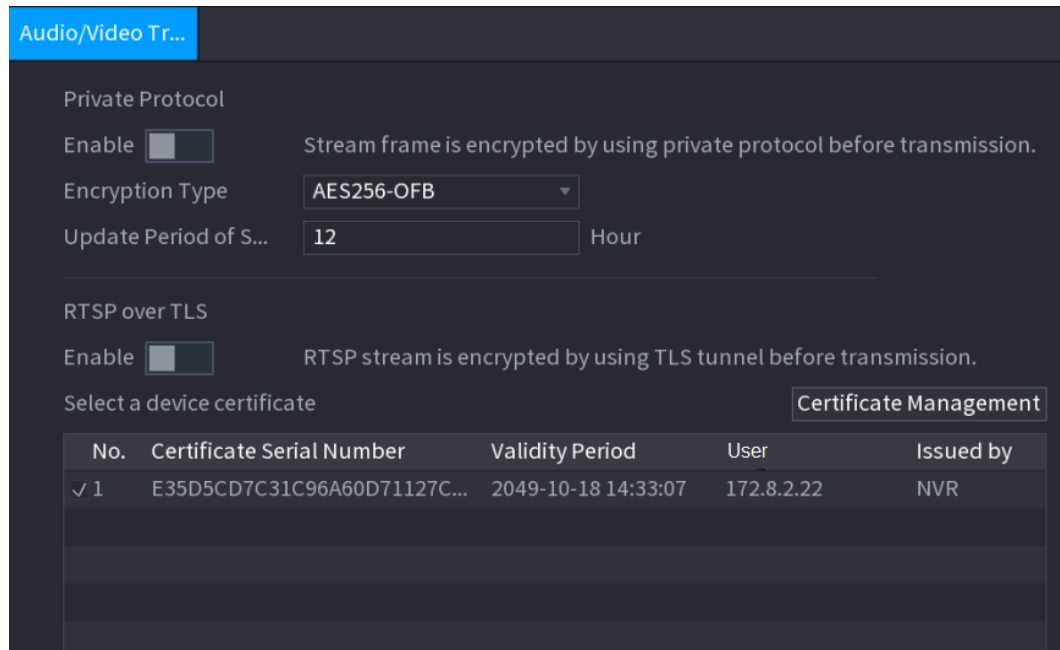 Audio/Video Tr...
Private Protocol
Enable Stream frame is encrypted by using private protocol before transmission.
Encryption Type AES256-OFB
Update Period of S... 12 Hour
RTSP over TLS
Enable RTSP stream is encrypted by using TLS tunnel before transmission.
Select a device certificate Certificate Management
No. Certificate Serial Number Validity Period User Issued by
1 E35D5CD7C31C96A60D71127C... 2049-10-18 14:33:07 172.8.2.22 NVR